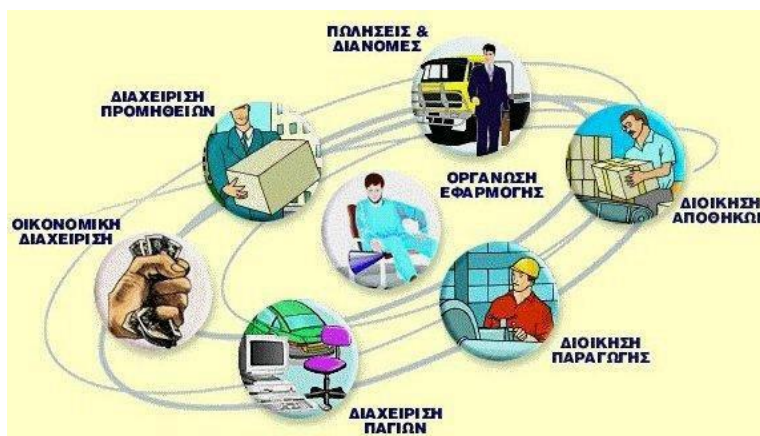 ΠΩΛΗΣΕΙΣ &
ΔΙΑΝΟΜΕΣ
ΔΙΑΧΕΙΡΙΣΗ
ΠΡΟΜΗΘΕΙΩΝ
ΟΡΓΑΝΩΣΗ
ΕΦΑΡΜΟΓΗΣ
ΔΙΟΙΚΗΣΗ
ΑΠΟΘΗΚΩ
ΟΙΚΟΝΟΜΙΚΗ
ΔΙΑΧΕΙΡΙΣΗ
ΔΙΟΙΚΗΣΗ
ΠΑΡΑΓΩΓΗΣ
ΔΙΑΧΕΙΡΙΣΗ
ΠΑΓΙΩΝ